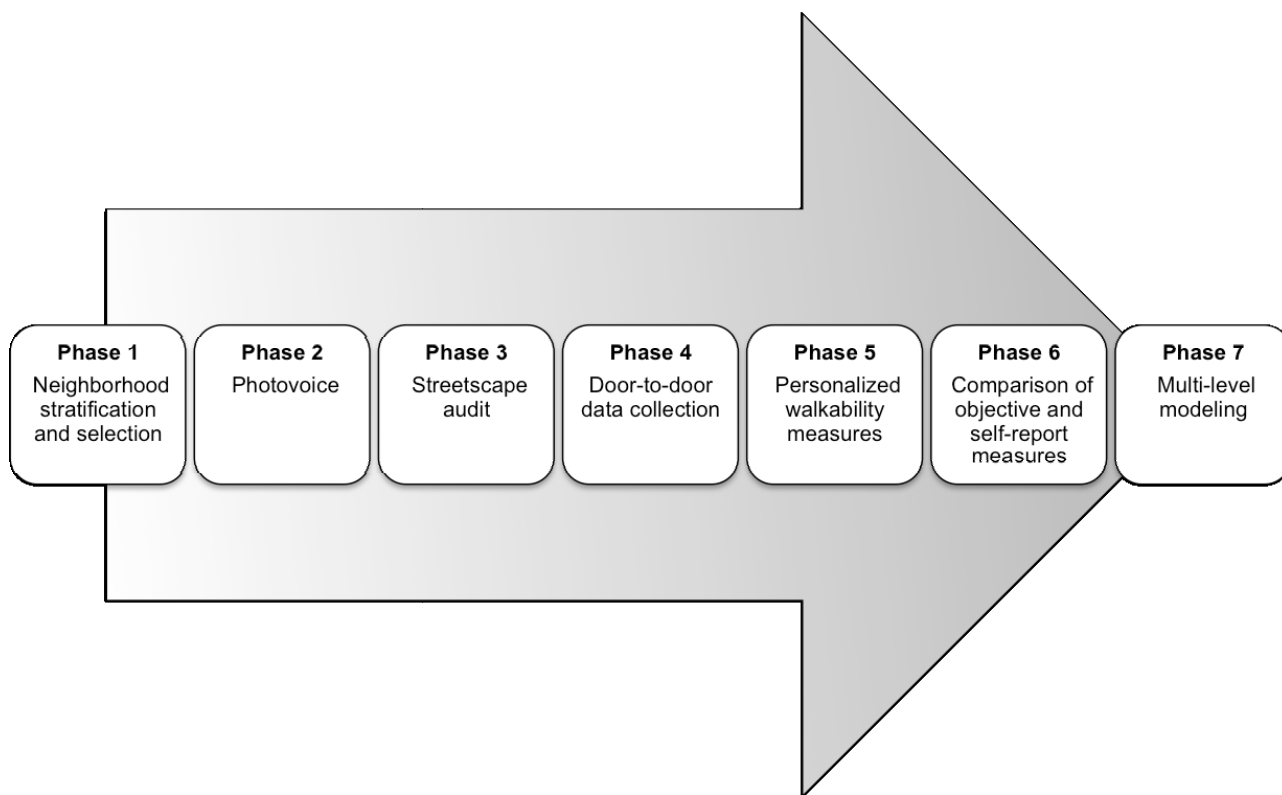 Phase 1
Neighborhood
stratification
and selection
Phase 2
Photovoice
Phase 3
Streetscape
audit
Phase 4
Door-to-door
data collection
Phase 5
Personalized
walkability
measures
Phase 6
Comparison of
objective and
self-report
measures
Phase 7
Multi-level
modeling